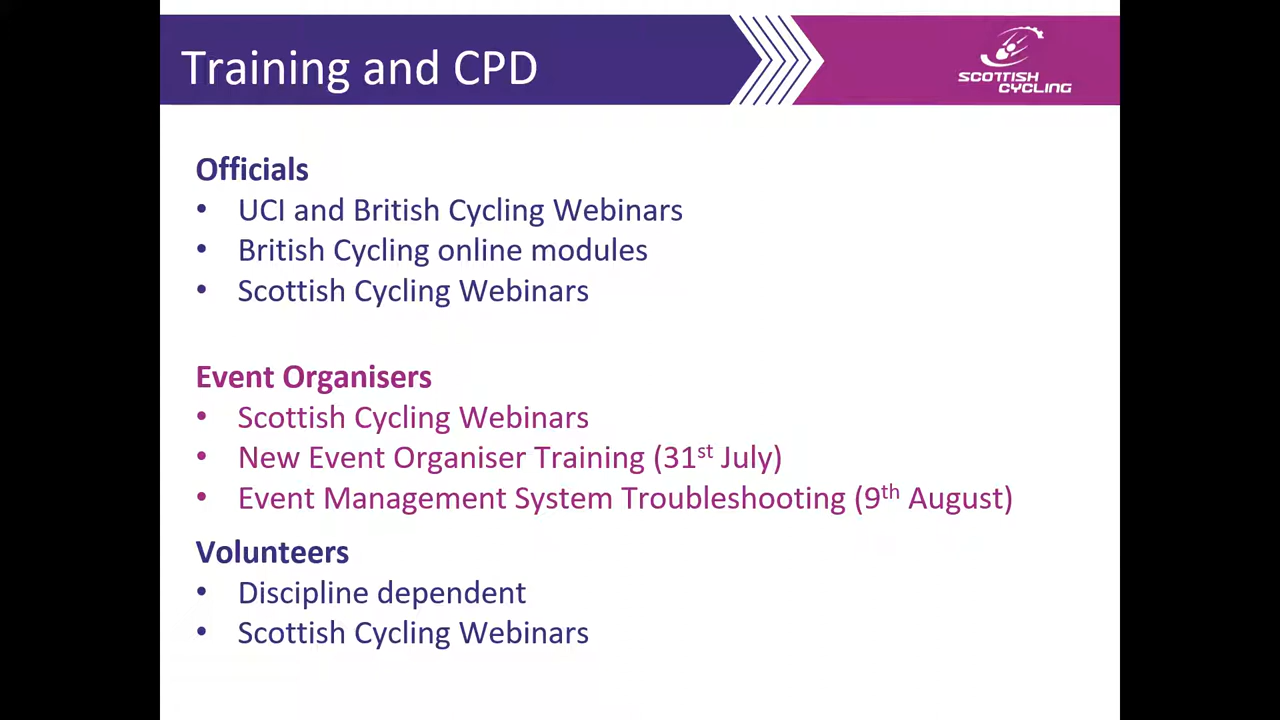 Training and CPD
SCOTTISH
CYCLING
Officials
• UCI and British Cycling Webinars
• British Cycling online modules
• Scottish Cycling Webinars
Event Organisers
• Scottish Cycling Webinars
• New Event Organiser Training (31st July)
• Event Management System Troubleshooting (9th August)
Volunteers
• Discipline dependent
• Scottish Cycling Webinars